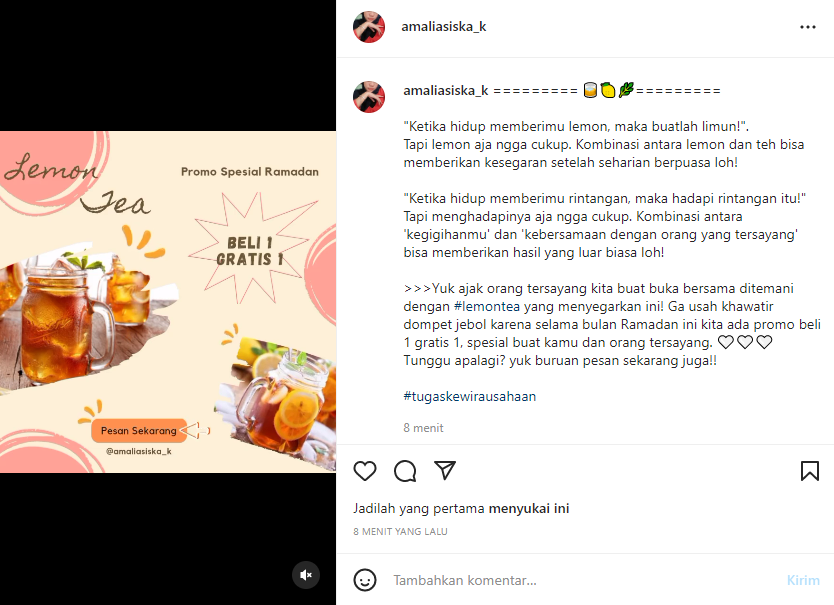 amaliasiska_k
Lemon
Tea
Promo Spesial Ramadan
BELI 1
GRATIS 1
Pesan Sekarang
@amaliasiska_k
amaliasiska_k ========= 🥃🍋🌿=========
"Ketika hidup memberimu lemon, maka buatlah limun!".
Tapi lemon aja ngga cukup. Kombinasi antara lemon dan teh bisa
memberikan kesegaran setelah seharian berpuasa loh!
"Ketika hidup memberimu rintangan, maka hadapi rintangan itu!"
Tapi menghadapinya aja ngga cukup. Kombinasi antara
'kegigihanmu' dan 'kebersamaan dengan orang yang tersayang'
bisa memberikan hasil yang luar biasa loh!
>>>Yuk ajak orang tersayang kita buat buka bersama ditemani
dengan #lemontea yang menyegarkan ini! Ga usah khawatir
dompet jebol karena selama bulan Ramadan ini kita ada promo beli
1 gratis 1, spesial buat kamu dan orang tersayang. ♡♡♡
Tunggu apalagi? yuk buruan pesan sekarang juga!!
#tugaskewirausahaan
8 menit
Jadilah yang pertama menyukai ini
8 MENIT YANG LALU
Tambahkan komentar...
Kirim